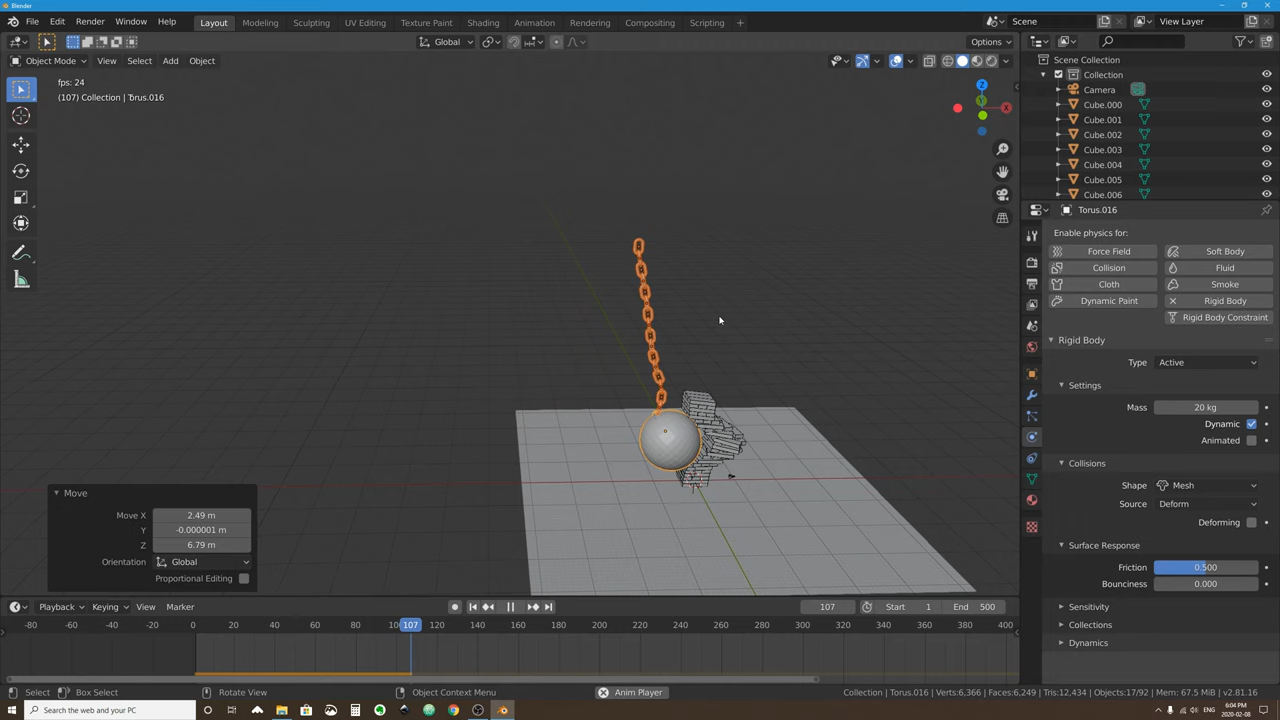 Blender
File Edit Render Window Help
Layout Modeling Sculpting UV Editing Texture Paint Shading Animation Rendering Compositing Scripting +
Scene
View Layer
Global
Options
Object Mode View Select Add Object
fps: 24
(107) Collection | Torus.016
Z
X
Scene Collection
Collection
Camera
Cube.000
Cube.001
Cube.002
Cube.003
Cube.004
Cube.005
Cube.006
Torus.016
Enable physics for:
Force Field Soft Body
Collision Fluid
Cloth Smoke
Dynamic Paint Rigid Body
Rigid Body Constraint
Rigid Body
Type Active
Settings
Mass 20 kg
Dynamic
Animated
Collisions
Shape Mesh
Source Deform
Deforming
Surface Response
Friction 0.500
Bounciness 0.000
Sensitivity
Collections
Dynamics
Move
Move X 2.49 m
Y -0.000001 m
Z 6.79 m
Orientation Global
Proportional Editing
Playback Keying View Marker
107 Start 1 End 500
-80 -60 -40 -20 0 20 40 60 80 10 107 120 140 160 180 200 220 240 260 280 300 320 340 360 380 400
Select Box Select Rotate View Object Context Menu Anim Player Collection | Torus.016 | Verts:6,366 | Faces:6,249 | Tris:12,434 | Objects:17/92 | Mem: 67.5 MiB | v2.81.16
Search the web and your PC
ENG
6:04 PM
2020-02-08